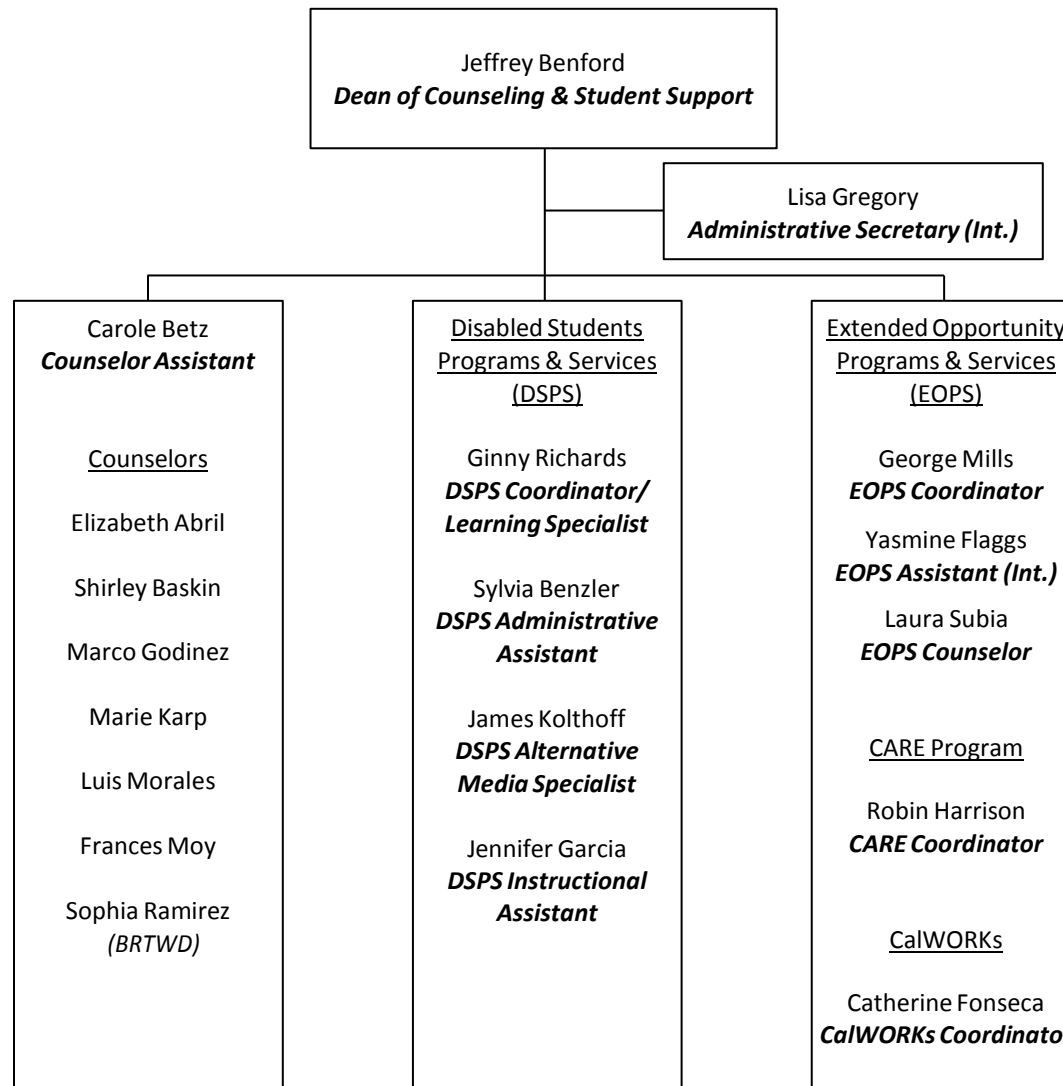 Jeffrey Benford
Dean of Counseling & Student Support
Lisa Gregory
Administrative Secretary (Int.)
Carole Betz
Counselor Assistant
Counselors
Elizabeth Abril
Shirley Baskin
Marco Godinez
Marie Karp
Luis Morales
Frances Moy
Sophia Ramirez
(BRTWD)
Disabled Students
Programs & Services
(DSPS)
Ginny Richards
DSPS Coordinator/
Learning Specialist
Sylvia Benzler
DSPS Administrative
Assistant
James Kolthoff
DSPS Alternative
Media Specialist
Jennifer Garcia
DSPS Instructional
Assistant
Extended Opportunity
Programs & Services
(EOPS)
George Mills
EOPS Coordinator
Yasmine Flaggs
EOPS Assistant (Int.)
Laura Subia
EOPS Counselor
CARE Program
Robin Harrison
CARE Coordinator
CalWORKs
Catherine Fonseca
CalWORKs Coordinato